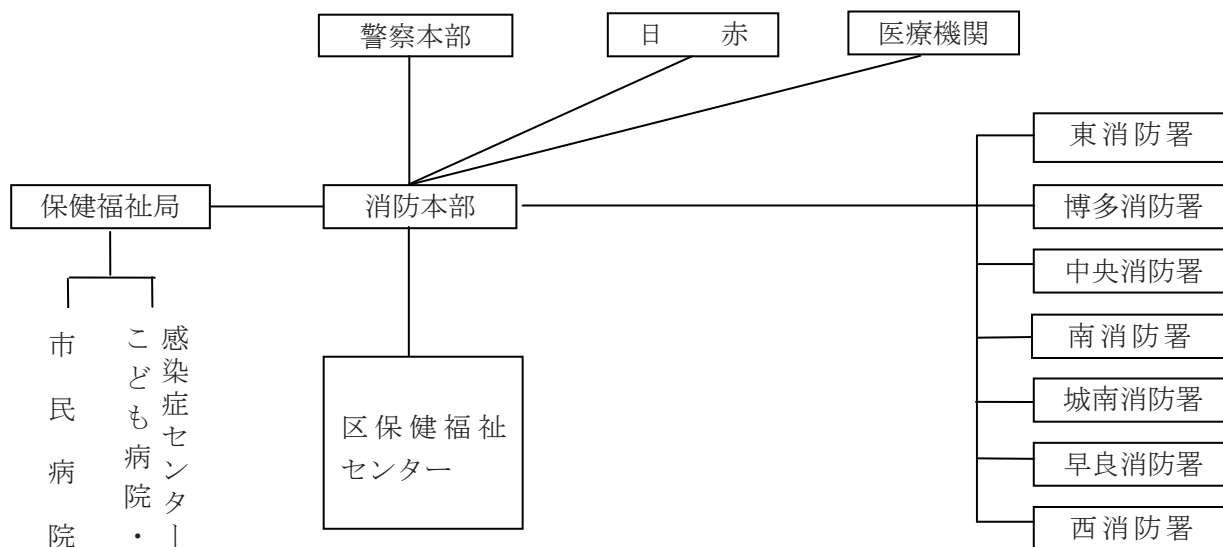 警察本部
日　赤
医療機関
東消防署
保健福祉局
消防本部
博多消防署
中央消防署
南消防署
城南消防署
早良消防署
西消防署
市民病院
こども病院・
感染症センター
区保健福祉
センター